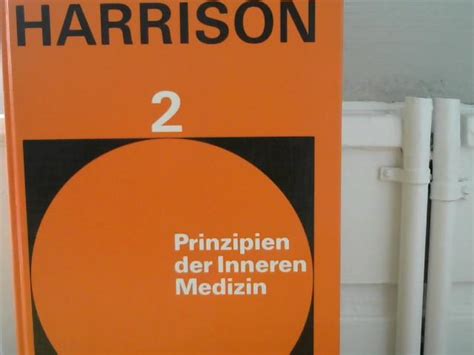 HARRISON
2
Prinzipien
der Inneren
Medizin